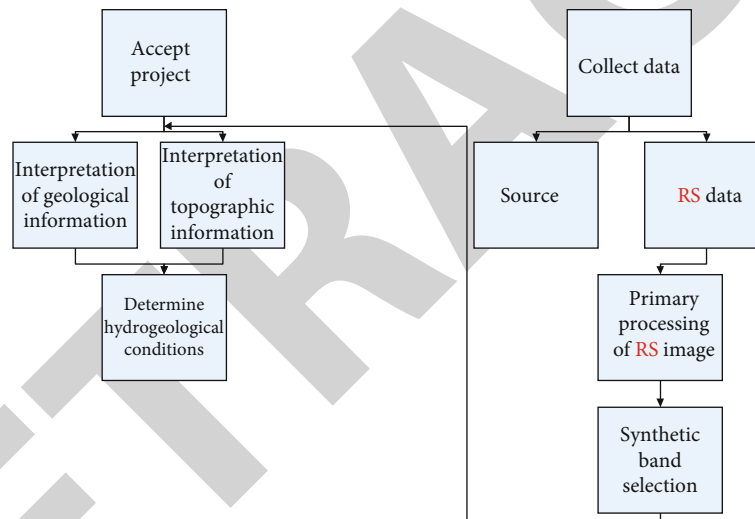 Accept
project
Interpretation
of geological
information
Interpretation
of
topographic
information
Determine
hydrogeological
conditions
Collect data
Source
RS data
Primary
processing
of RS image
Synthetic
band
selection